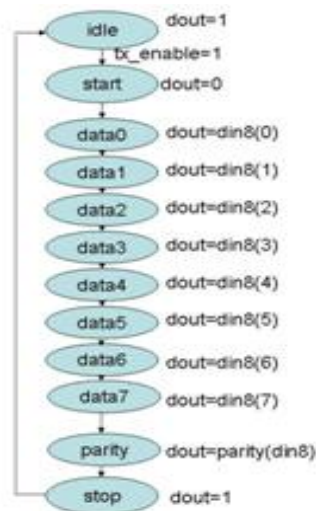 idle dout=1
tx_enable=1
start dout=0
data0 dout=din8(0)
data1 dout=din8(1)
data2 dout=din8(2)
data3 dout=din8(3)
data4 dout=din8(4)
data5 dout=din8(5)
data6 dout=din8(6)
data7 dout=din8(7)
parity dout=parity(din8)
stop dout=1